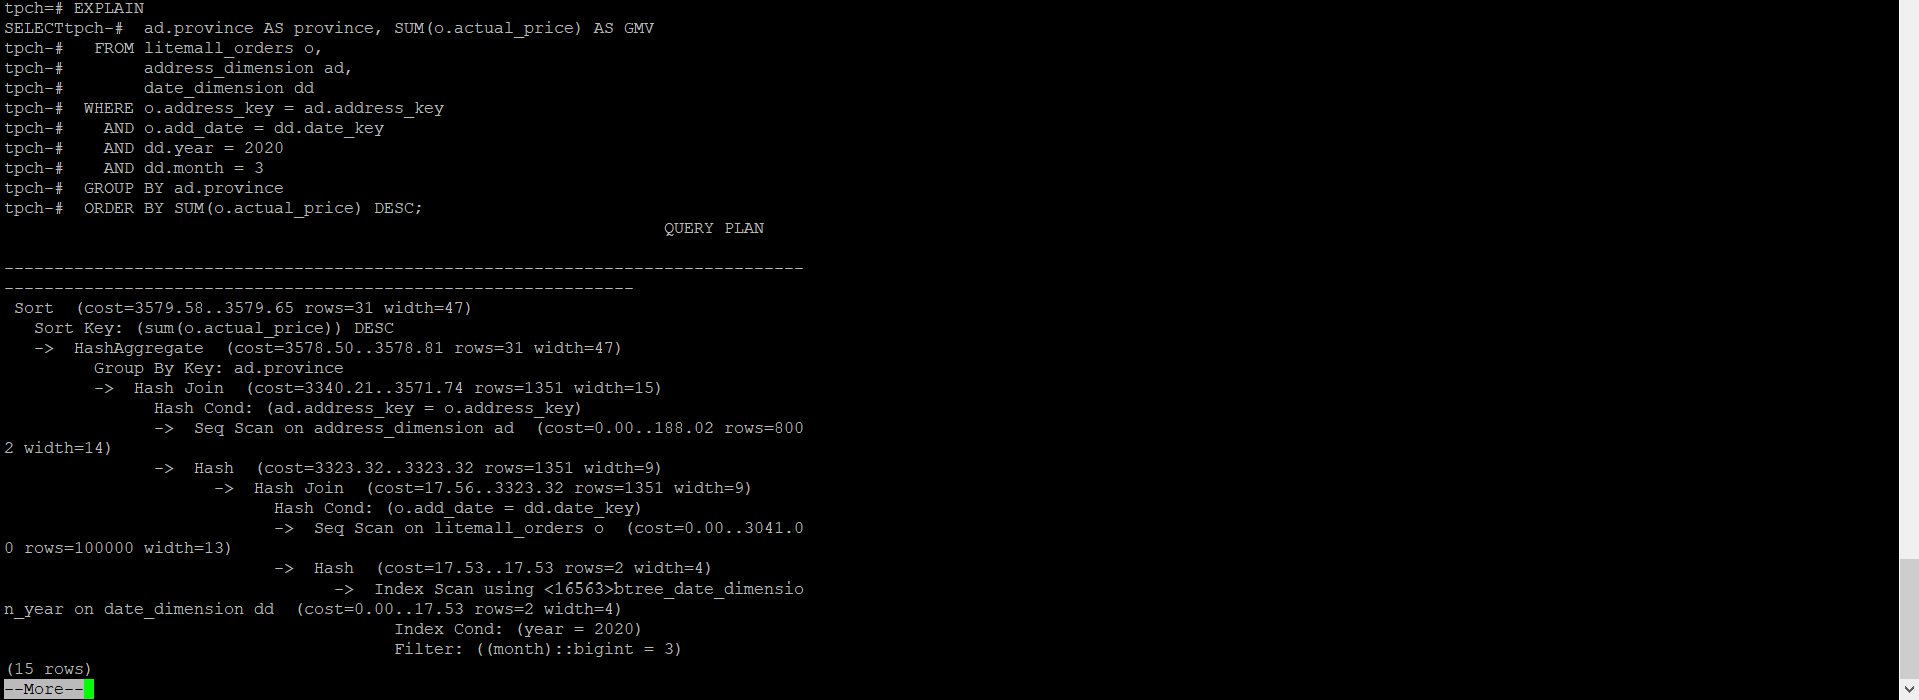 tpch=# EXPLAIN
SELECTtpch-#  ad.province AS province, SUM(o.actual_price) AS GMV
tpch-#   FROM litemall_orders o,
tpch-#        address_dimension ad,
tpch-#        date_dimension dd
tpch-#  WHERE o.address_key = ad.address_key
tpch-#    AND o.add_date = dd.date_key
tpch-#    AND dd.year = 2020
tpch-#    AND dd.month = 3
tpch-#  GROUP BY ad.province
tpch-#  ORDER BY SUM(o.actual_price) DESC;
                                                                  QUERY PLAN
--------------------------------------------------------------------------------
---------------------------------------------------------------
 Sort  (cost=3579.58..3579.65 rows=31 width=47)
   Sort Key: (sum(o.actual_price)) DESC
   ->  HashAggregate  (cost=3578.50..3578.81 rows=31 width=47)
         Group By Key: ad.province
         ->  Hash Join  (cost=3340.21..3571.74 rows=1351 width=15)
               Hash Cond: (ad.address_key = o.address_key)
               ->  Seq Scan on address_dimension ad  (cost=0.00..188.02 rows=800
2 width=14)
               ->  Hash  (cost=3323.32..3323.32 rows=1351 width=9)
                     ->  Hash Join  (cost=17.56..3323.32 rows=1351 width=9)
                           Hash Cond: (o.add_date = dd.date_key)
                           ->  Seq Scan on litemall_orders o  (cost=0.00..3041.0
0 rows=100000 width=13)
                           ->  Hash  (cost=17.53..17.53 rows=2 width=4)
                                 ->  Index Scan using <16563>btree_date_dimensio
n_year on date_dimension dd  (cost=0.00..17.53 rows=2 width=4)
                                       Index Cond: (year = 2020)
                                       Filter: ((month)::bigint = 3)
(15 rows)
--More--